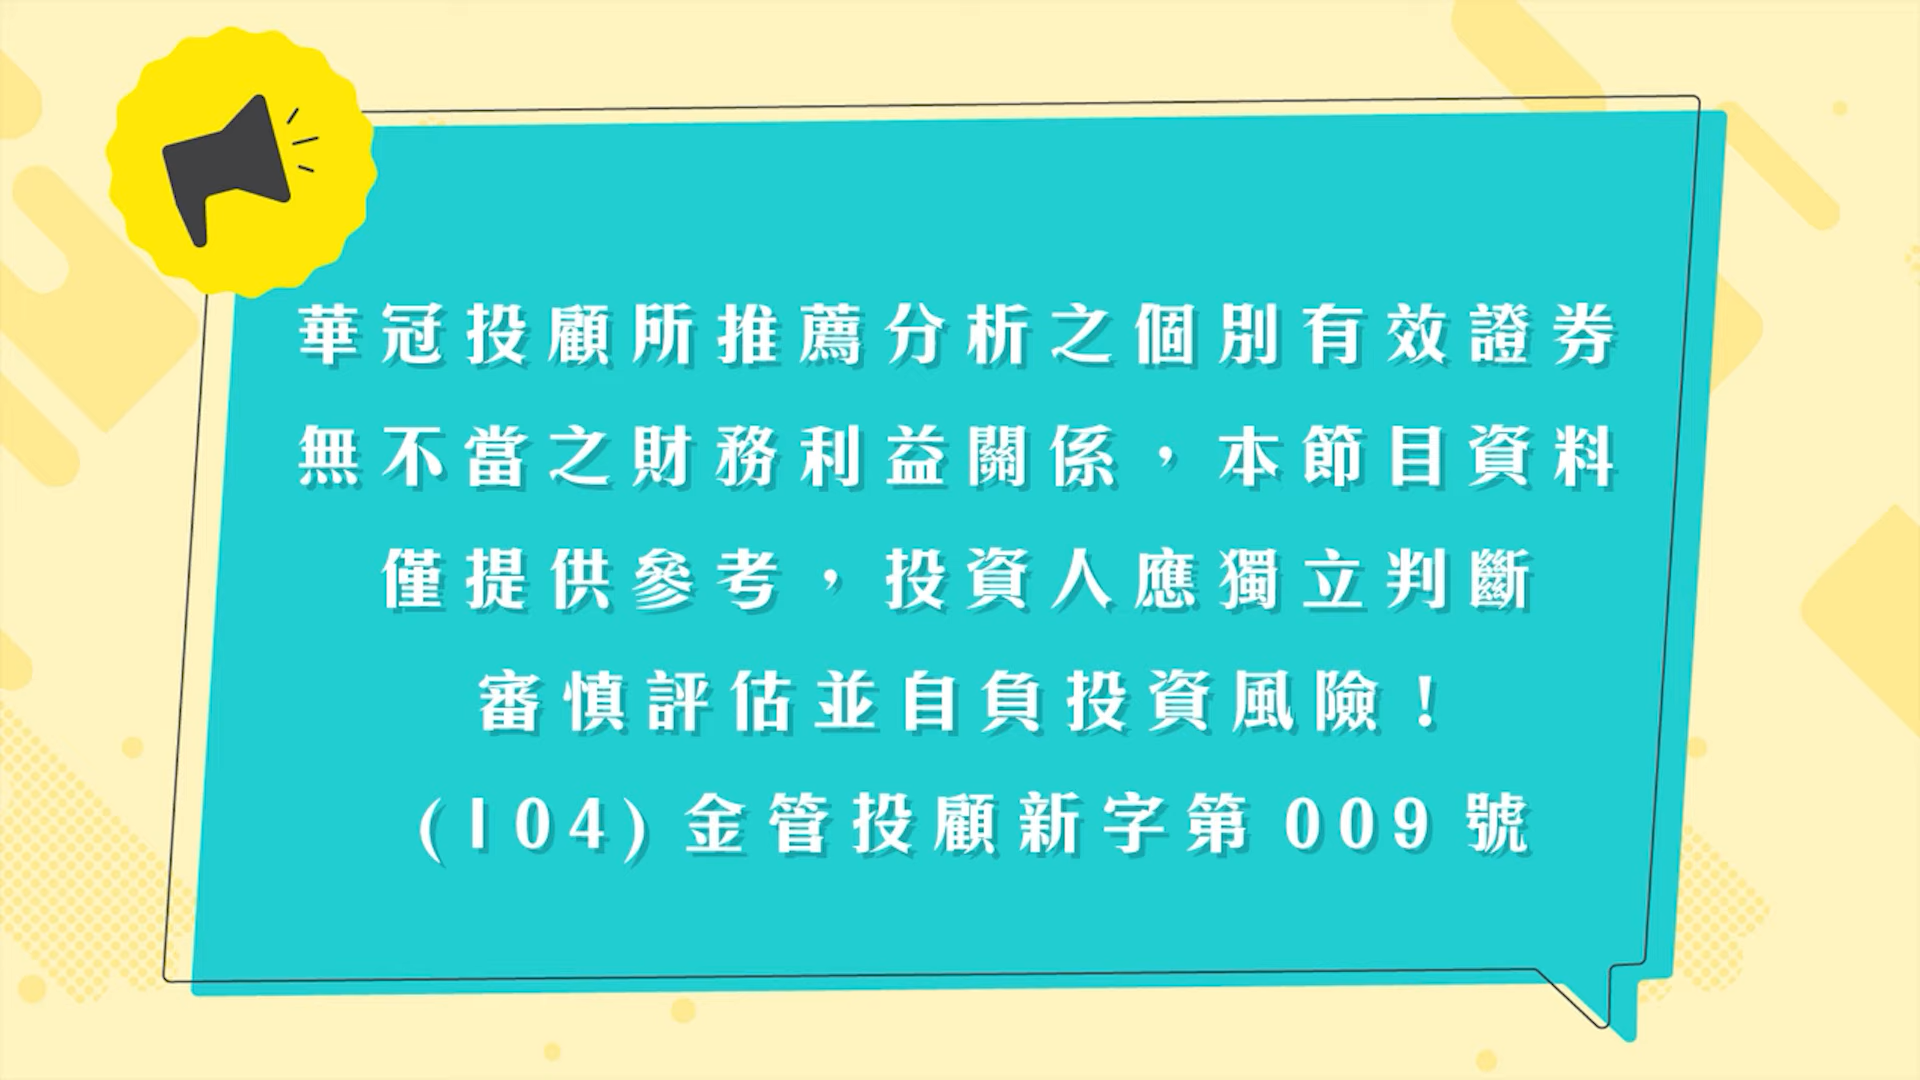 華冠投顧所推薦分析之個別有效證券
無不當之財務利益關係，本節目資料
僅提供參考，投資人應獨立判斷
審慎評估並自負投資風險！
(104) 金管投顧新字第 009 號